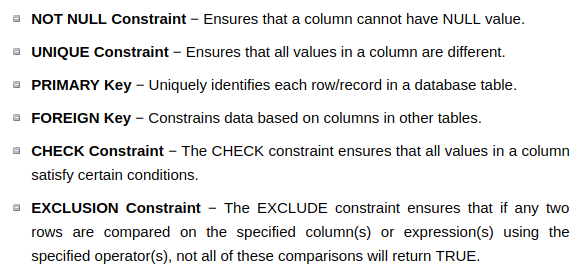 NOT NULL Constraint − Ensures that a column cannot have NULL value.
UNIQUE Constraint − Ensures that all values in a column are different.
PRIMARY Key − Uniquely identifies each row/record in a database table.
FOREIGN Key − Constrains data based on columns in other tables.
CHECK Constraint − The CHECK constraint ensures that all values in a column
satisfy certain conditions.
EXCLUSION Constraint − The EXCLUDE constraint ensures that if any two
rows are compared on the specified column(s) or expression(s) using the
specified operator(s), not all of these comparisons will return TRUE.